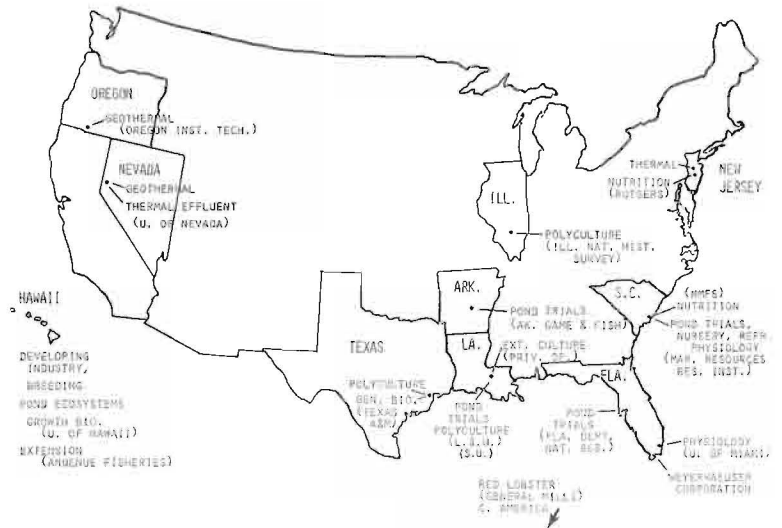 OREGON
GEOTHERMAL
(OREGON INST. TECH.)
NEVADA
GEOTHERMAL
THERMAL EFFLUENT
(U. OF NEVADA)
HAWAII
DEVELOPING
INDUSTRY,
BREEDING
POND ECOSYSTEMS
GROWTH BIO.
(U. OF HAWAII)
EXTENSION
(ANUENUE FISHERIES)
ILL.
POLYCULTURE
(ILL. NAT. HIST.
SURVEY)
THERMAL
NUTRITION
(RUTGERS)
NEW
JERSEY
ARK.
POND TRIALS
(AK. GAME & FISH)
LA.
EXT. CULTURE
(PRIV. OP.)
TEXAS
POLYCULTURE
GEN. BIO.
(TEXAS
A&M)
POND
TRIALS
POLYCULTURE
(L.S.U.)
(S.U.)
S.C.
(NMFS)
NUTRITION
POND TRIALS,
NURSERY, REPR.
PHYSIOLOGY
(MAR. RESOURCES
RES. INST.)
FLA.
POND
TRIALS
(FLA. DEPT.
NAT. RES.)
PHYSIOLOGY
(U. OF MIAMI)
WEYERHAEUSER
CORPORATION
RED LOBSTER
(GENERAL MILLS)
C. AMERICA